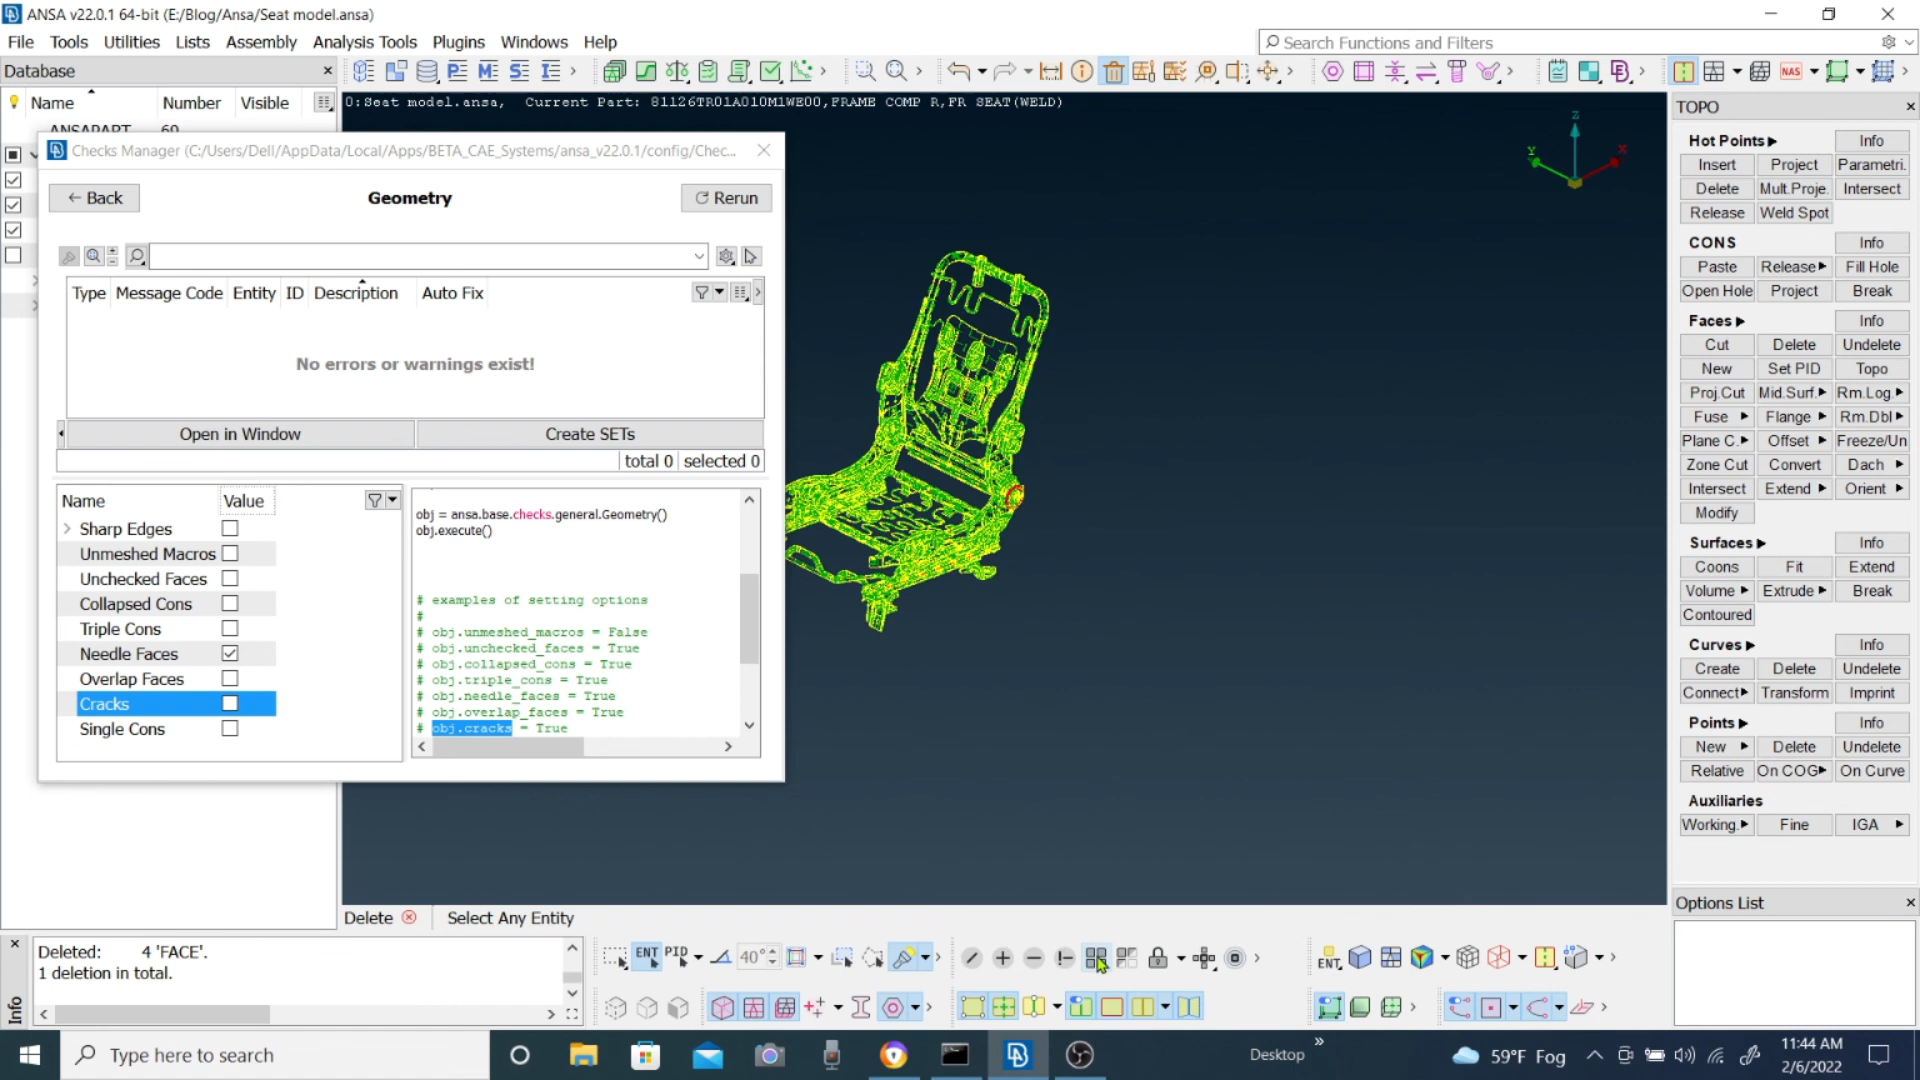 ANSA v22.0.1 64-bit (E:/Blog/Ansa/Seat model.ansa)
File Tools Utilities Lists Assembly Analysis Tools Plugins Windows Help
Search Functions and Filters
Database
Name Number Visible
ANSAPART 60
0:Seat model.ansa, Current Part: 81126TR01A010M1WE00,FRAME COMP R,FR SEAT(WELD)
Checks Manager (C:/Users/Dell/AppData/Local/Apps/BETA_CAE_Systems/ansa_v22.0.1/config/Chec...
← Back
Geometry
Rerun
Type Message Code Entity ID Description Auto Fix
No errors or warnings exist!
Open in Window
Create SETs
total 0 selected 0
Name Value
Sharp Edges
Unmeshed Macros
Unchecked Faces
Collapsed Cons
Triple Cons
Needle Faces
Overlap Faces
Cracks
Single Cons
obj = ansa.base.checks.general.Geometry()
obj.execute()
# examples of setting options
#
# obj.unmeshed_macros = False
# obj.unchecked_faces = True
# obj.collapsed_cons = True
# obj.triple_cons = True
# obj.needle_faces = True
# obj.overlap_faces = True
# obj.cracks = True
Z
Y
X
NAS
TOPO
Hot Points Info
Insert Project Parametri.
Delete Mult.Proje. Intersect
Release Weld Spot
CONS Info
Paste Release Fill Hole
Open Hole Project Break
Faces Info
Cut Delete Undelete
New Set PID Topo
Proj.Cut Mid.Surf. Rm.Log.
Fuse Flange Rm.Dbl
Plane C. Offset Freeze/Un
Zone Cut Convert Dach
Intersect Extend Orient
Modify
Surfaces Info
Coons Fit Extend
Volume Extrude Break
Contoured
Curves Info
Create Delete Undelete
Connect Transform Imprint
Points Info
New Delete Undelete
Relative On COG On Curve
Auxiliaries
Working. Fine IGA
Options List
Delete Select Any Entity
Info
Deleted: 4 'FACE'.
1 deletion in total.
ENT PID 40°
ENT
Type here to search
Desktop
59°F Fog
11:44 AM
2/6/2022